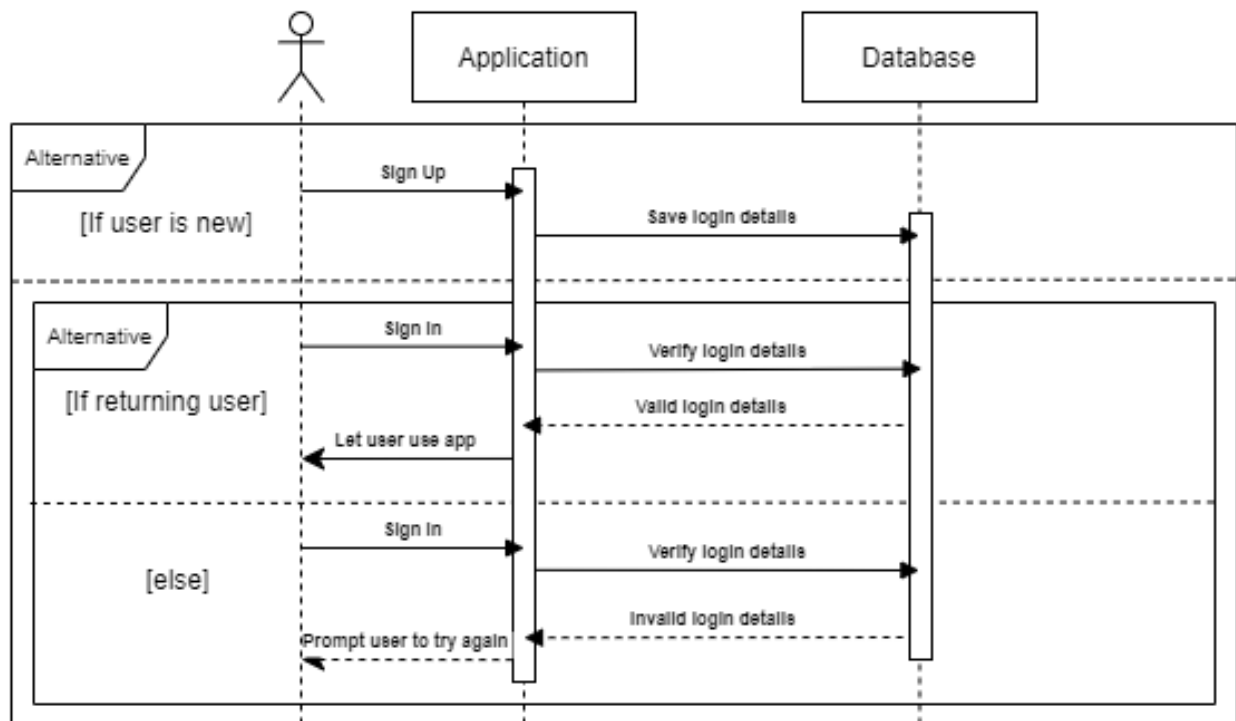 Application
Database
Alternative
Sign Up
[If user is new]
Save login details
Alternative
Sign In
Verify login details
[If returning user]
Valid login details
Let user use app
Sign In
Verify login details
[else]
Invalid login details
Prompt user to try again